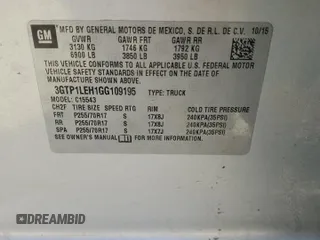 GM
MFD BY GENERAL MOTORS DE MEXICO, S. DE R.L. DE C.V. 10/15
GVWR GAWR FRT GAWR RR
3130 KG 1746 KG 1792 KG
6900 LB 3850 LB 3950 LB
THIS VEHICLE CONFORMS TO ALL APPLICABLE U.S. FEDERAL MOTOR VEHICLE SAFETY AND THEFT PREVENTION STANDARDS IN EFFECT ON THE DATE OF MANUFACTURE SHOWN ABOVE.
3GTP1LEH1GG109195 TYPE: TRUCK
C15543
TIRE SIZE SPEED RTG RIM COLD TIRE PRESSURE
FRT P255/70R17 S 17X8J 240KPA(35PSI)
RR P255/70R17 S 17X8J 240KPA(35PSI)
SPA P255/70R17 S 17X7J 240KPA(35PSI)
SEE OWNER'S MANUAL FOR MORE INFORMATION.
DREAMBID